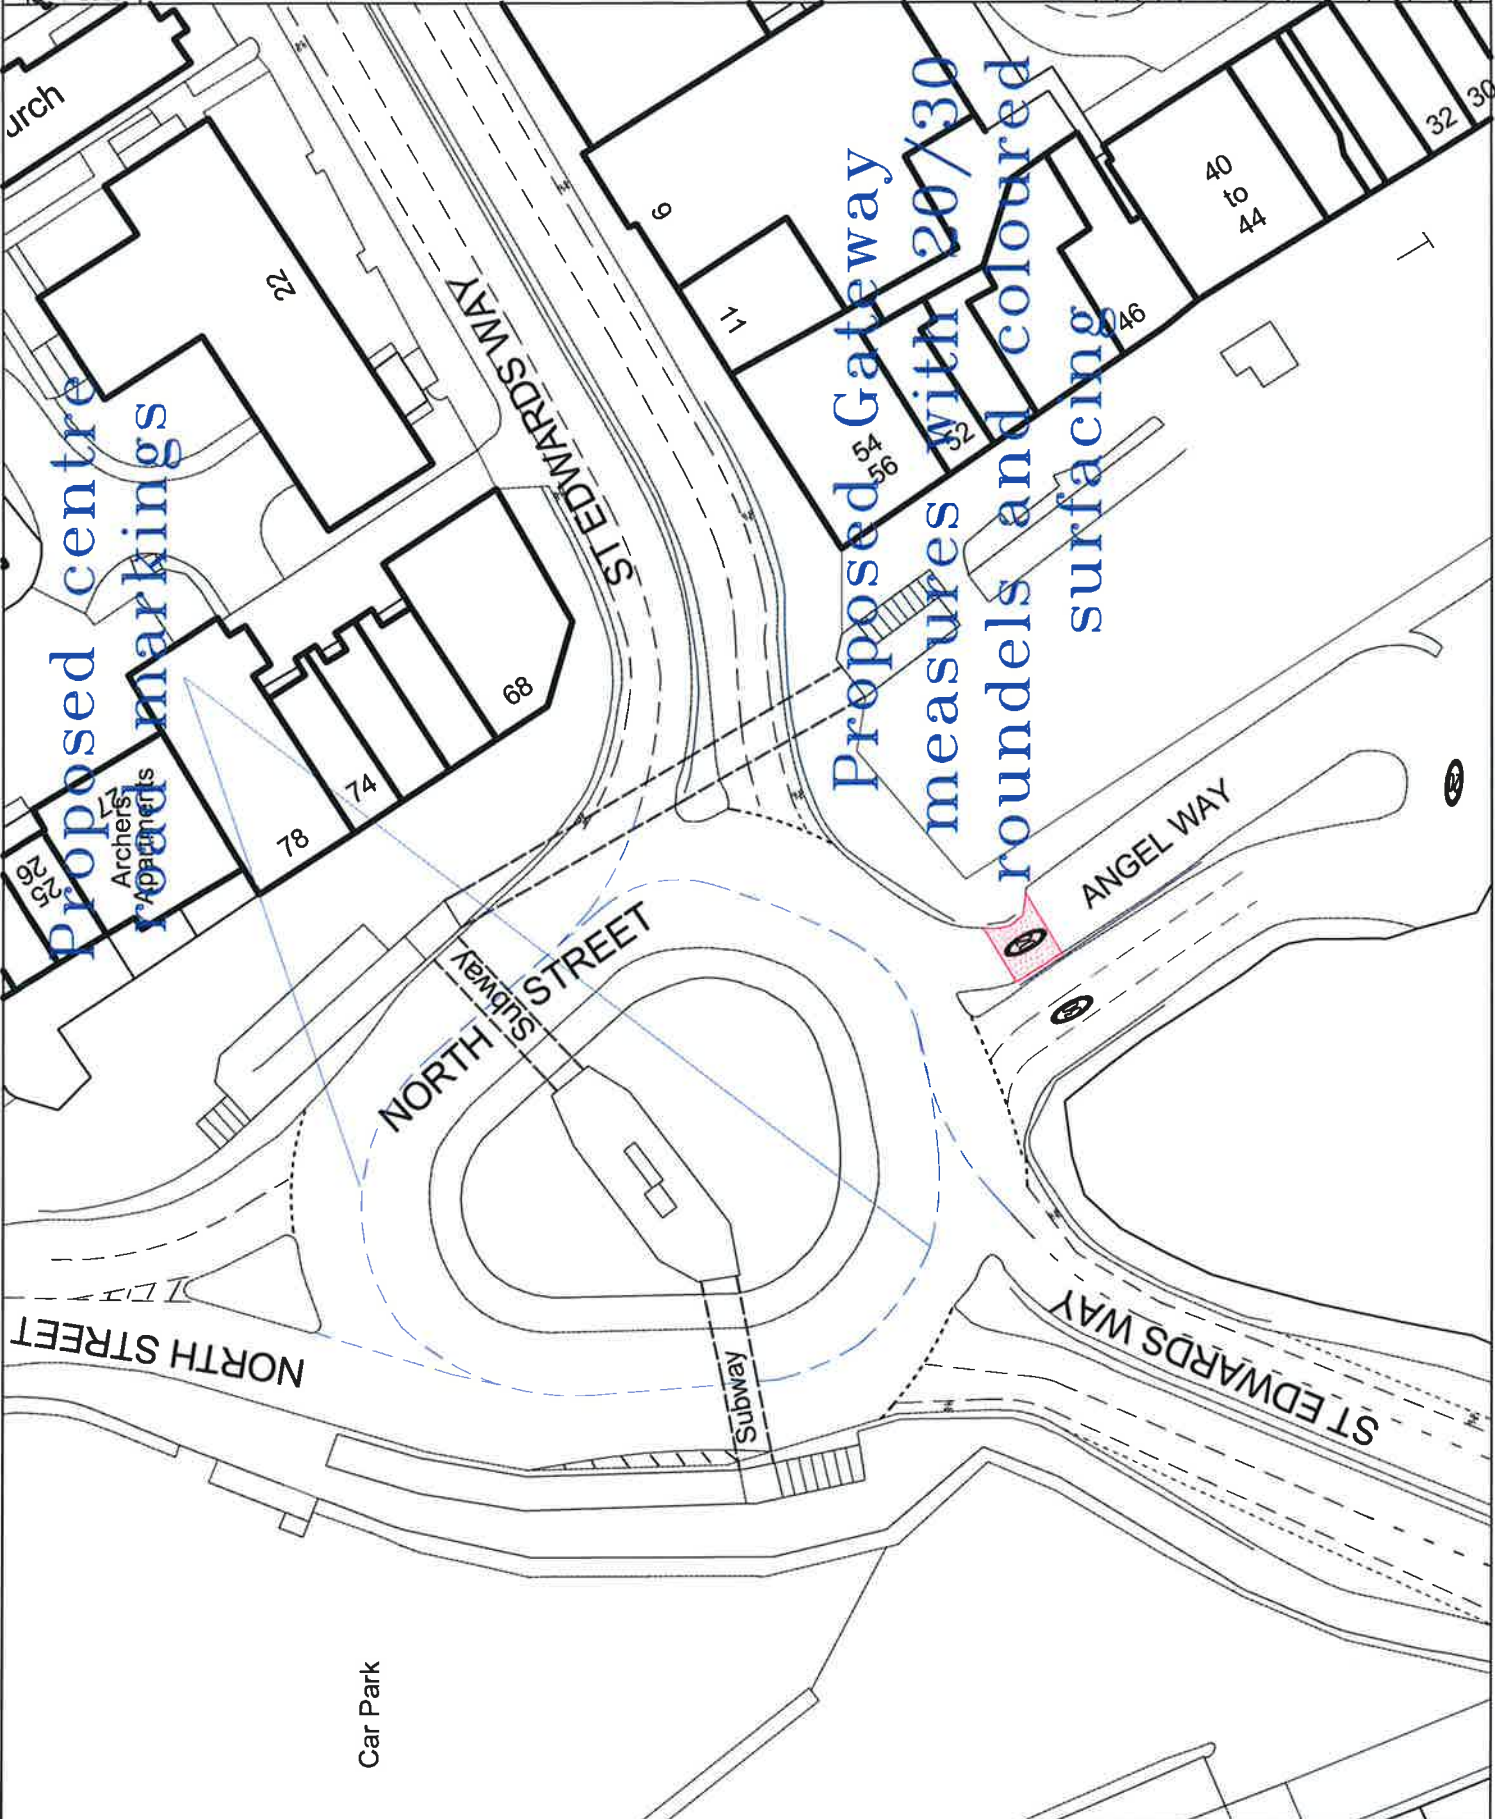 Proposed centre
road markings
Proposed Gateway
measures with 20/30
roundels and coloured
surfacing
urch
22
ST EDWARDS WAY
9
11
54
56
52
46
40
to
44
32
30
68
74
78
27
Archers
Apartments
26
25
NORTH STREET
Subway
ANGEL WAY
NORTH STREET
Subway
ST EDWARDS WAY
Car Park